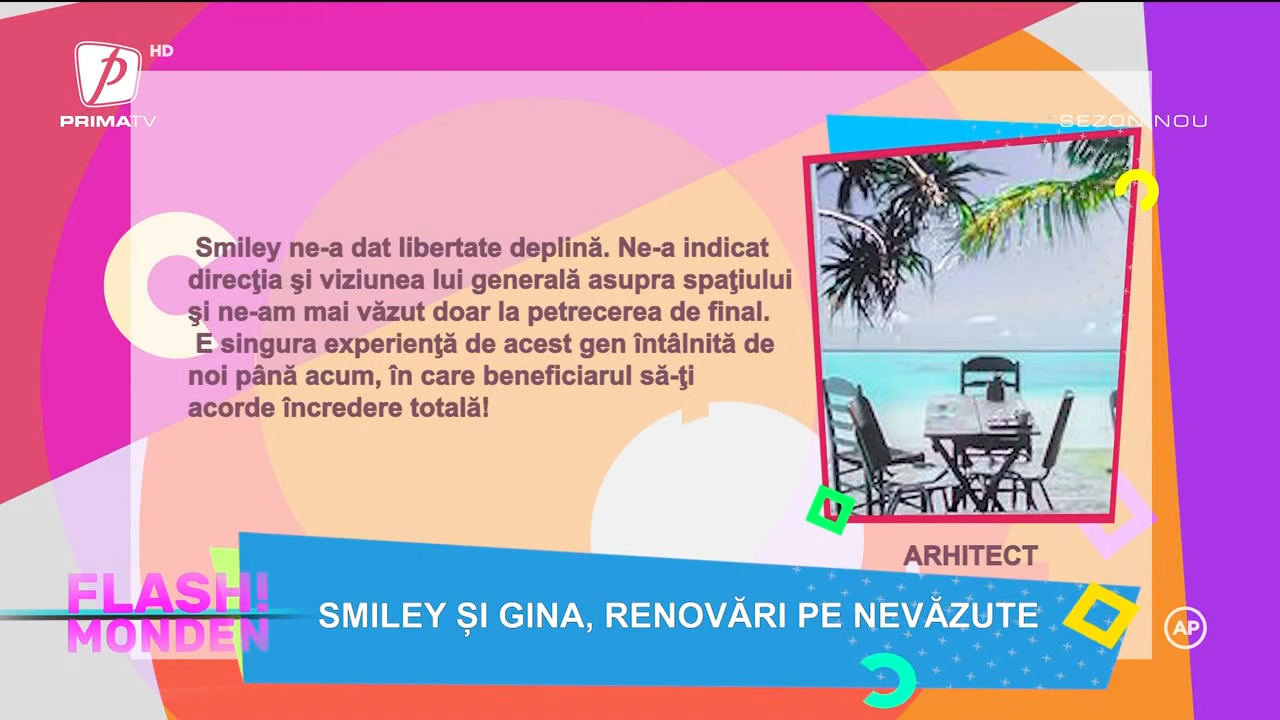 HD
PRIMATV
SEZON NOU
Smiley ne-a dat libertate deplină. Ne-a indicat
direcţia şi viziunea lui generală asupra spaţiului
şi ne-am mai văzut doar la petrecerea de final.
E singura experienţă de acest gen întâlnită de
noi până acum, în care beneficiarul să-ţi
acorde încredere totală!
ARHITECT
FLASH!
MONDEN
SMILEY ȘI GINA, RENOVĂRI PE NEVĂZUTE
AP